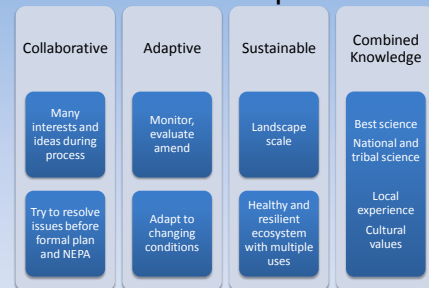 Collaborative
Many
interests and
ideas during
process
Try to resolve
issues before
formal plan
and NEPA
Adaptive
Monitor,
evaluate
amend
Adapt to
changing
conditions
Sustainable
Landscape
scale
Healthy and
resilient
ecosystem
with multiple
uses
Combined
Knowledge
Best science
National and
tribal science
Local
experience
Cultural
values